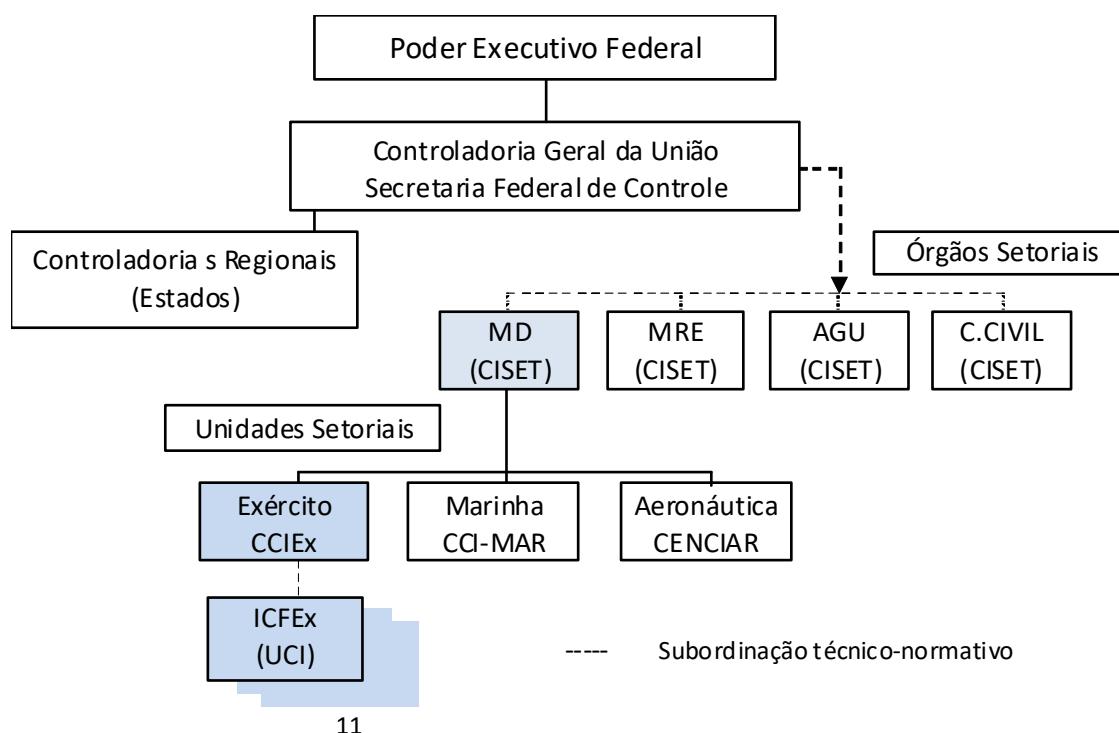 Poder Executivo Federal
Controladoria Geral da União
Secretaria Federal de Controle
Controladoria s Regionais
(Estados)
Órgãos Setoriais
MD
(CISET)
MRE
(CISET)
AGU
(CISET)
C.CIVIL
(CISET)
Unidades Setoriais
Exército
CCIEx
Marinha
CCI-MAR
Aeronáutica
CENCIAR
ICFEx
(UCI)
----- Subordinação técnico-normativo
11